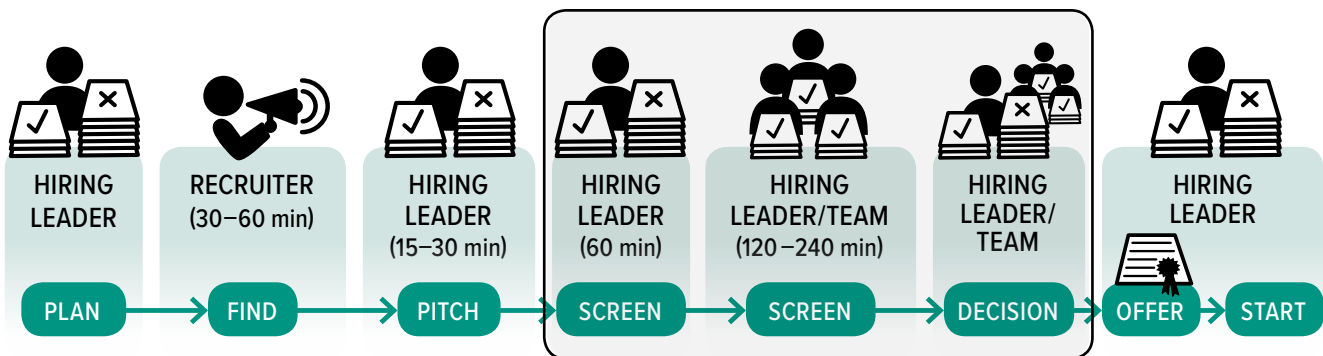 HIRING
LEADER
PLAN
RECRUITER
(30–60 min)
FIND
HIRING
LEADER
(15–30 min)
PITCH
HIRING
LEADER
(60 min)
SCREEN
HIRING
LEADER/TEAM
(120–240 min)
SCREEN
HIRING
LEADER/
TEAM
DECISION
HIRING
LEADER
OFFER
START